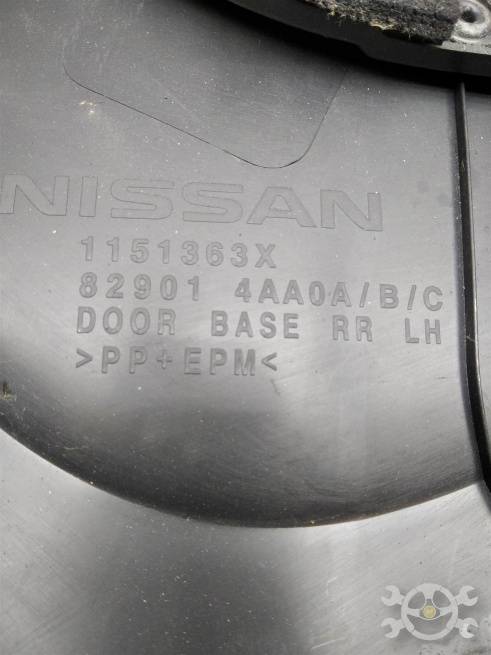 NISSAN
1151363X
82901 4AA0A/B/C
DOOR BASE RR LH
>PP+EPM<